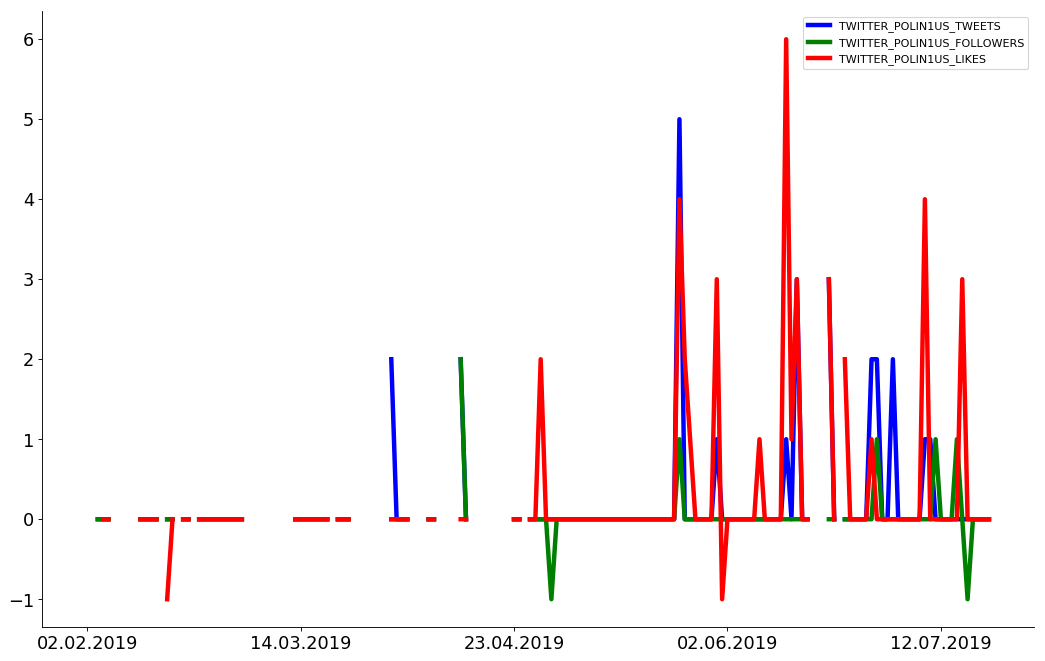 TWITTER_POLIN1US_TWEETS
TWITTER_POLIN1US_FOLLOWERS
TWITTER_POLIN1US_LIKES
6
5
4
3
2
1
0
−1
02.02.2019 14.03.2019 23.04.2019 02.06.2019 12.07.2019